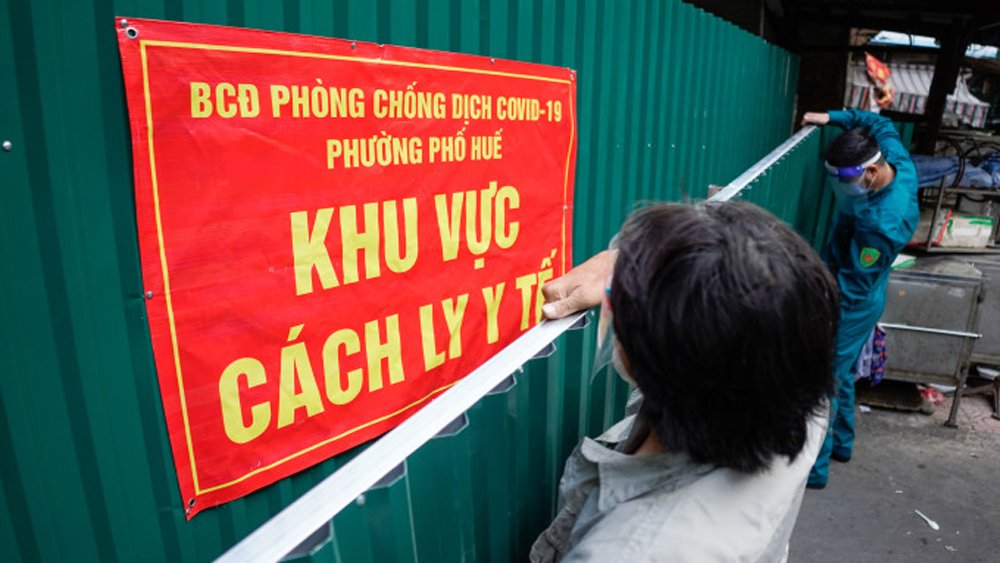 BCĐ PHÒNG CHỐNG DỊCH COVID-19
PHƯỜNG PHỐ HUẾ
KHU VỰC
CÁCH LY Y TẾ